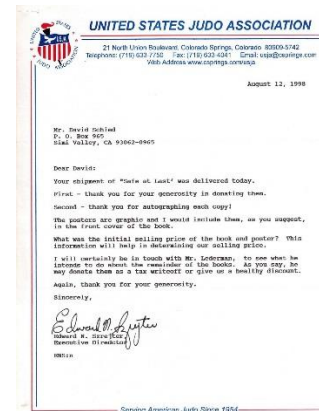 UNITED STATES JUDO ASSOCIATION
21 North Union Boulevard, Colorado Springs, Colorado 80909-5742
Telephone: (719) 633-7750 Fax: (719) 633-4041 Email: usja@csprings.com
Web Address www.csprings.com/usja
August 12, 1998
Mr. David Schied
P. O. Box 965
Simi Valley, CA 93062-0965
Dear David:
Your shipment of "Safe at Last" was delivered today.
First - thank you for your generosity in donating them.
Second - thank you for autographing each copy!
The posters are graphic and I would include them, as you suggest,
in the front cover of the book.
What was the initial selling price of the book and poster? This
information will help in determining our selling price.
I will certainly be in touch with Mr. Lederman, to see what he
intends to do about the remainder of the books. As you say, he
may donate them as a tax writeoff or give us a healthy discount.
Again, thank you for your generosity.
Sincerely,
Edward N. Szrejter
Executive Director
Serving American Judo Since 1954